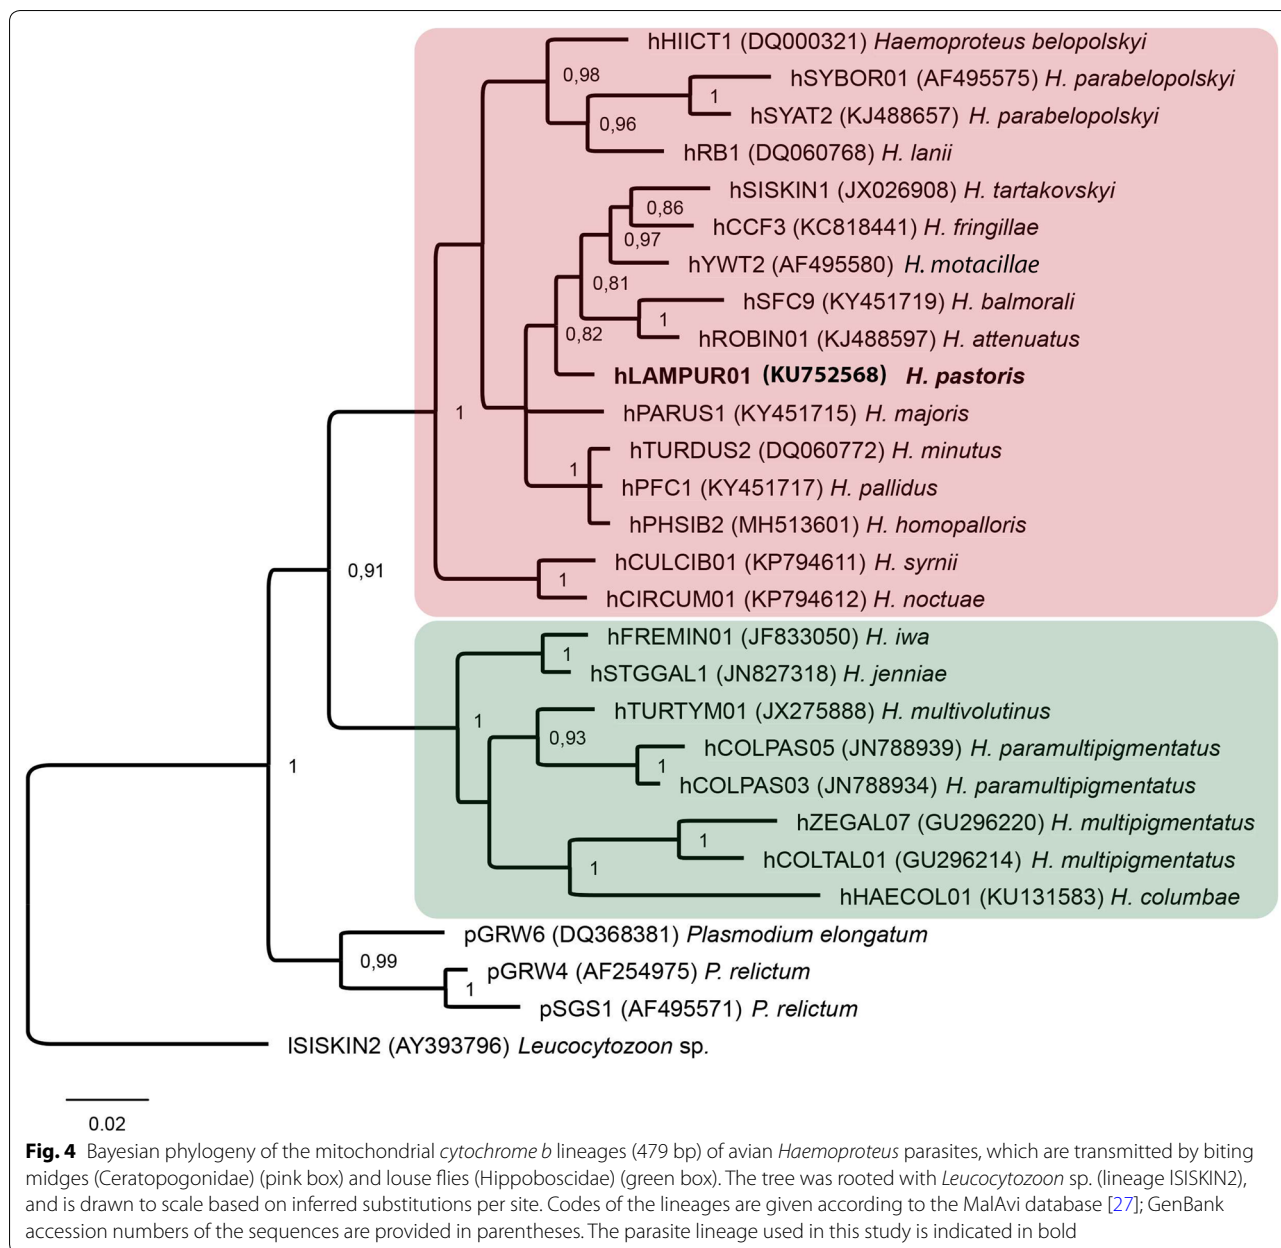 hHIICT1 (DQ000321) Haemoproteus belopolskyi
0,98
hSYBOR01 (AF495575) H. parabelopolskyi
1
hSYAT2 (KJ488657) H. parabelopolskyi
0,96
hRB1 (DQ060768) H. lanii
hSISKIN1 (JX026908) H. tartakovskyi
0,86
hCCF3 (KC818441) H. fringillae
0,97
hYWT2 (AF495580) H. motacillae
0,81
hSFC9 (KY451719) H. balmorali
1
0,82
hROBIN01 (KJ488597) H. attenuatus
hLAMPUR01 (KU752568) H. pastoris
1
hPARUS1 (KY451715) H. majoris
hTURDUS2 (DQ060772) H. minutus
1
hPFC1 (KY451717) H. pallidus
hPHSIB2 (MH513601) H. homopalloris
hCULCIB01 (KP794611) H. syrnii
0,91
1
hCIRCUM01 (KP794612) H. noctuae
hFREMIN01 (JF833050) H. iwa
1
hSTGGAL1 (JN827318) H. jenniae
hTURTYM01 (JX275888) H. multivolutinus
1
0,93
hCOLPAS05 (JN788939) H. paramultipigmentatus
1
1
hCOLPAS03 (JN788934) H. paramultipigmentatus
hZEGAL07 (GU296220) H. multipigmentatus
1
hCOLTAL01 (GU296214) H. multipigmentatus
1
hHAECOL01 (KU131583) H. columbae
pGRW6 (DQ368381) Plasmodium elongatum
0,99
pGRW4 (AF254975) P. relictum
1
pSGS1 (AF495571) P. relictum
lSISKIN2 (AY393796) Leucocytozoon sp.
0.02
Fig. 4 Bayesian phylogeny of the mitochondrial cytochrome b lineages (479 bp) of avian Haemoproteus parasites, which are transmitted by biting
midges (Ceratopogonidae) (pink box) and louse flies (Hippoboscidae) (green box). The tree was rooted with Leucocytozoon sp. (lineage lSISKIN2),
and is drawn to scale based on inferred substitutions per site. Codes of the lineages are given according to the MalAvi database [27]; GenBank
accession numbers of the sequences are provided in parentheses. The parasite lineage used in this study is indicated in bold